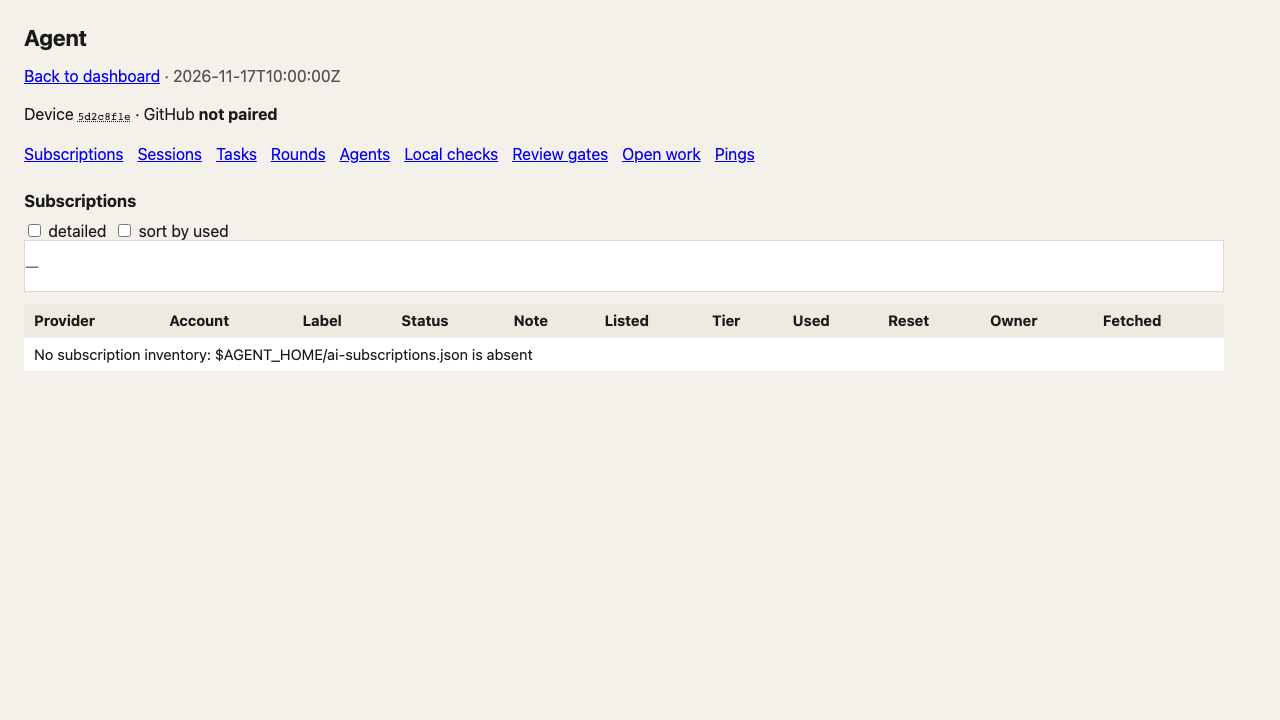 Agent
Back to dashboard · 2026-11-17T10:00:00Z
Device 5d2c8f1e · GitHub not paired
Subscriptions Sessions Tasks Rounds Agents Local checks Review gates Open work Pings
Subscriptions
detailed sort by used
—
Provider Account Label Status Note Listed Tier Used Reset Owner Fetched
No subscription inventory: $AGENT_HOME/ai-subscriptions.json is absent